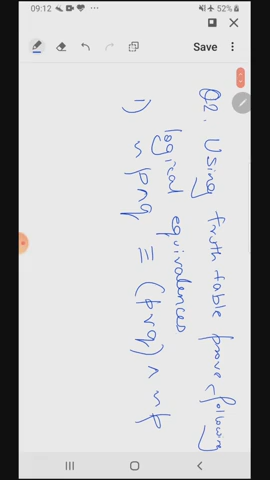 09:12
52%
Save
Q2. Using truth table prove following
logical equivalences
1) ~p∧q ≡ (p∨q) ∧ ~p